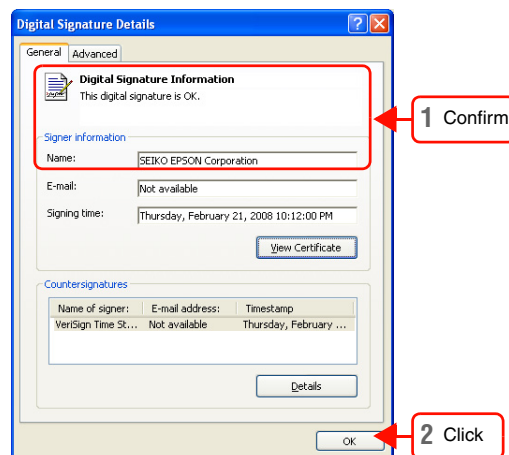 Digital Signature Details
General Advanced
Digital Signature Information
This digital signature is OK.
1 Confirm
Signer information
Name: SEIKO EPSON Corporation
E-mail: Not available
Signing time: Thursday, February 21, 2008 10:12:00 PM
View Certificate
Countersignatures
Name of signer: E-mail address: Timestamp
VeriSign Time St... Not available Thursday, February ...
Details
OK
2 Click